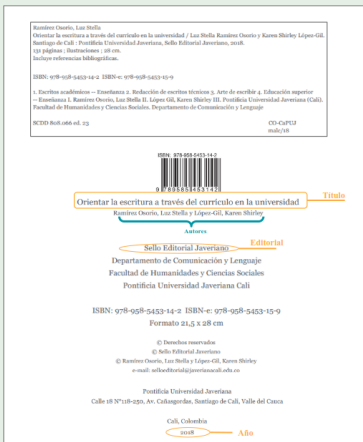 Ramírez Osorio, Luz Stella
Orientar la escritura a través del currículo en la universidad / Luz Stella Ramírez Osorio y Karen Shirley López-Gil.
Santiago de Cali : Pontificia Universidad Javeriana, Sello Editorial Javeriano, 2018.
131 páginas ; ilustraciones ; 28 cm.
Incluye referencias bibliográficas.
ISBN: 978-958-5453-14-2 ISBN-e: 978-958-5453-15-9
1. Escritos académicos -- Enseñanza 2. Redacción de escritos técnicos 3. Arte de escribir 4. Educación superior
-- Enseñanza I. Ramírez Osorio, Luz Stella II. López Gil, Karen Shirley III. Pontificia Universidad Javeriana (Cali).
Facultad de Humanidades y Ciencias Sociales. Departamento de Comunicación y Lenguaje
SCDD 808.066 ed. 23
CO-CaPUJ
malc/18
ISBN: 978-958-5453-14-2
9 789585 453142
Orientar la escritura a través del currículo en la universidad
Título
Ramírez Osorio, Luz Stella y López-Gil, Karen Shirley
Autores
Sello Editorial Javeriano
Editorial
Departamento de Comunicación y Lenguaje
Facultad de Humanidades y Ciencias Sociales
Pontificia Universidad Javeriana Cali
ISBN: 978-958-5453-14-2 ISBN-e: 978-958-5453-15-9
Formato 21,5 x 28 cm
© Derechos reservados
© Sello Editorial Javeriano
© Ramírez Osorio, Luz Stella y López-Gil, Karen Shirley
e-mail: selloeditorial@javerianacali.edu.co
Pontificia Universidad Javeriana
Calle 18 N°118-250, Av. Cañasgordas, Santiago de Cali, Valle del Cauca
Cali, Colombia
2018
Año